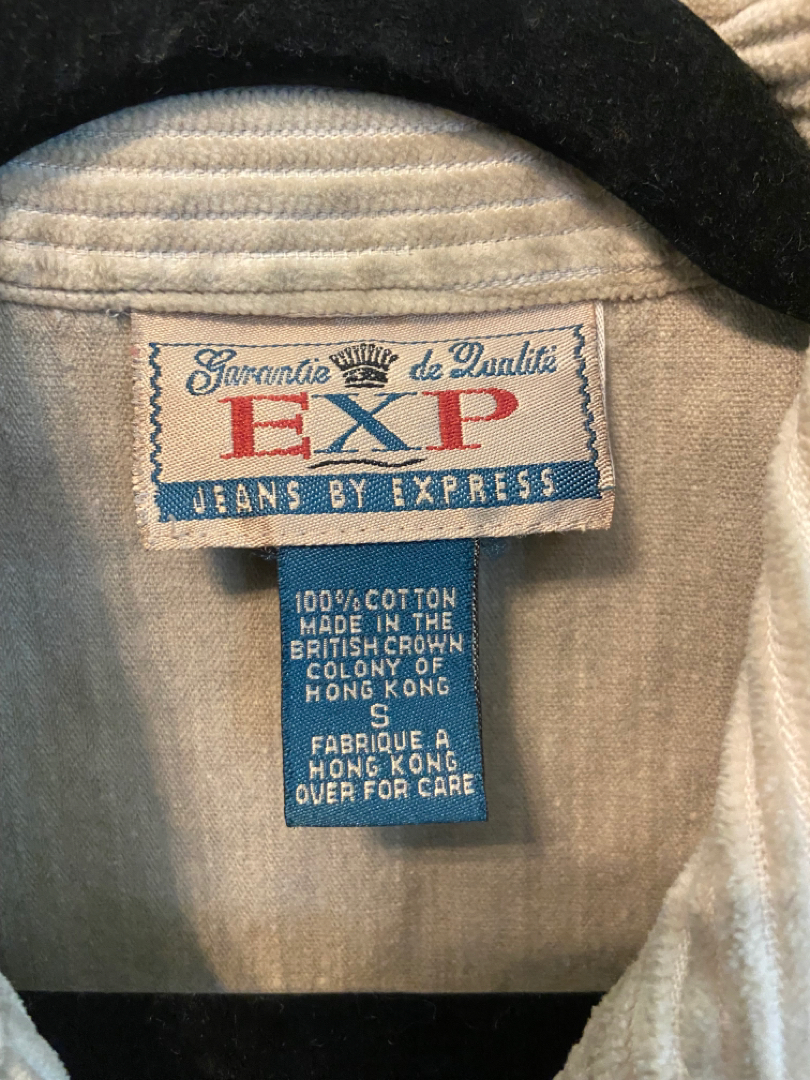 Garantie de Qualité
EXP
JEANS BY EXPRESS
100% COTTON
MADE IN THE
BRITISH CROWN
COLONY OF
HONG KONG
S
FABRIQUE A
HONG KONG
OVER FOR CARE